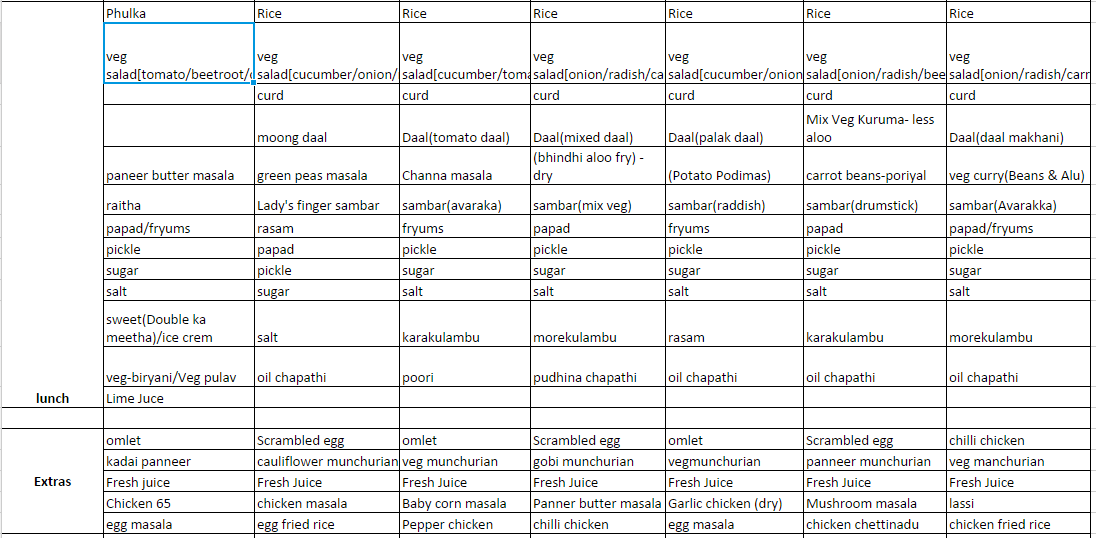 Phulka Rice Rice Rice Rice Rice Rice
veg veg veg veg veg veg veg
salad[tomato/beetroot/ salad[cucumber/onion/ salad[cucumber/toma salad[onion/radish/ca salad[cucumber/onion salad[onion/radish/bee salad[onion/radish/carr
curd curd curd curd curd curd
moong daal Daal(tomato daal) Daal(mixed daal) Daal(palak daal) Mix Veg Kuruma- less Daal(daal makhani)
aloo
paneer butter masala green peas masala Channa masala (bhindhi aloo fry) - (Potato Podimas) carrot beans-poriyal veg curry(Beans & Alu)
dry
raitha Lady's finger sambar sambar(avaraka) sambar(mix veg) sambar(raddish) sambar(drumstick) sambar(Avarakka)
papad/fryums rasam fryums papad fryums papad papad/fryums
pickle papad pickle pickle pickle pickle pickle
sugar pickle sugar sugar sugar sugar sugar
salt sugar salt salt salt salt salt
sweet(Double ka
meetha)/ice crem salt karakulambu morekulambu rasam karakulambu morekulambu
veg-biryani/Veg pulav oil chapathi poori pudhina chapathi oil chapathi oil chapathi oil chapathi
lunch Lime Juce
omlet Scrambled egg omlet Scrambled egg omlet Scrambled egg chilli chicken
kadai panneer cauliflower munchurian veg munchurian gobi munchurian vegmunchurian panneer munchurian veg manchurian
Extras Fresh juice Fresh Juice Fresh Juice Fresh Juice Fresh Juice Fresh Juice Fresh Juice
Chicken 65 chicken masala Baby corn masala Panner butter masala Garlic chicken (dry) Mushroom masala lassi
egg masala egg fried rice Pepper chicken chilli chicken egg masala chicken chettinadu chicken fried rice